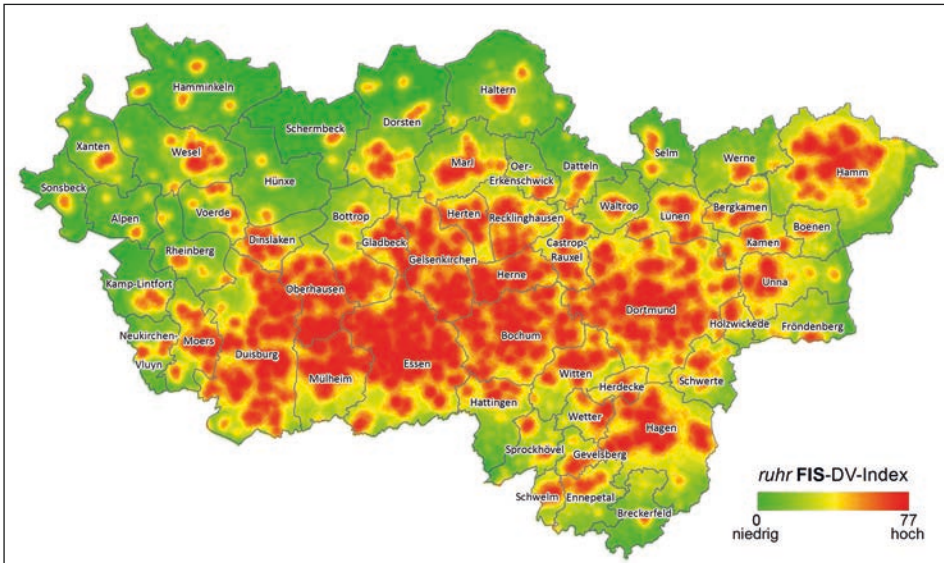 Hamminkeln
Haltern
Schermbeck
Dorsten
Xanten
Wesel
Marl
Oer-
Erkenschwick
Datteln
Selm
Werne
Hamm
Sonsbeck
Hünxe
Alpen
Voerde
Bottrop
Herten
Recklinghausen
Waltrop
Lünen
Bergkamen
Boenen
Rheinberg
Dinslaken
Gladbeck
Castrop-
Rauxel
Kamen
Gelsenkirchen
Kamp-Lintfort
Oberhausen
Herne
Unna
Dortmund
Neukirchen-
Vluyn
Moers
Duisburg
Essen
Bochum
Holzwickede
Fröndenberg
Mülheim
Witten
Schwerte
Herdecke
Hattingen
Wetter
Hagen
Sprockhövel
Gevelsberg
Schwelm
Ennepetal
Breckerfeld
ruhr FIS-DV-Index
0 77
niedrig hoch